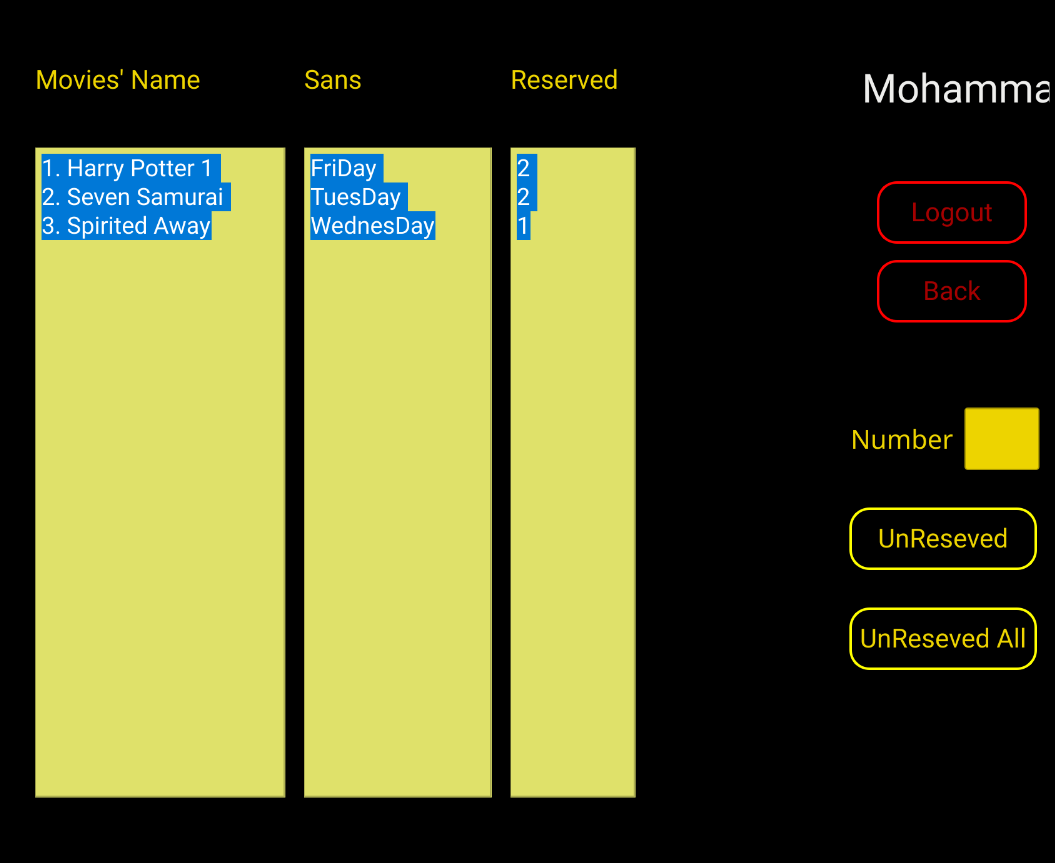 Movies' Name
Sans
Reserved
Mohamma
1. Harry Potter 1
2. Seven Samurai
3. Spirited Away
FriDay
TuesDay
WednesDay
2
2
1
Logout
Back
Number
UnReseved
UnReseved All